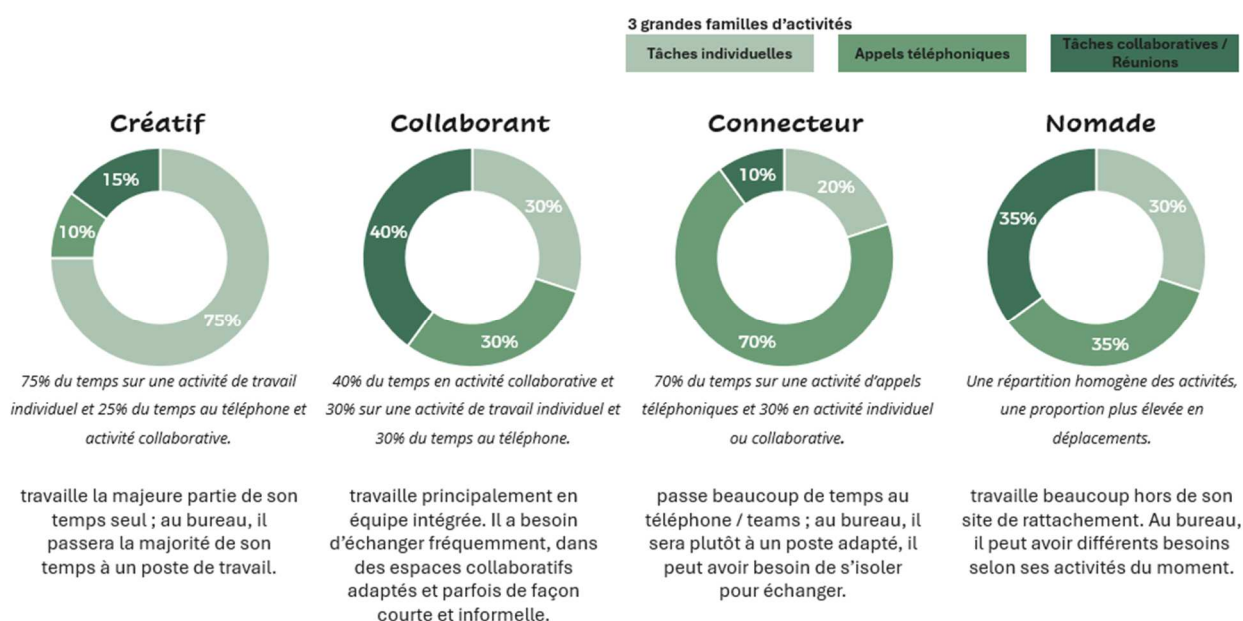 3 grandes familles d'activités
Tâches individuelles
Appels téléphoniques
Tâches collaboratives /
Réunions
Créatif
15%
10%
75%
75% du temps sur une activité de travail
individuel et 25% du temps au téléphone et
activité collaborative.
travaille la majeure partie de son
temps seul ; au bureau, il
passera la majorité de son
temps à un poste de travail.
Collaborant
40%
30%
30%
40% du temps en activité collaborative et
30% sur une activité de travail individuel et
30% du temps au téléphone.
travaille principalement en
équipe intégrée. Il a besoin
d'échanger fréquemment, dans
des espaces collaboratifs
adaptés et parfois de façon
courte et informelle.
Connecteur
10%
20%
70%
70% du temps sur une activité d'appels
téléphoniques et 30% en activité individuel
ou collaborative.
passe beaucoup de temps au
téléphone / teams ; au bureau, il
sera plutôt à un poste adapté, il
peut avoir besoin de s'isoler
pour échanger.
Nomade
35%
30%
35%
Une répartition homogène des activités,
une proportion plus élevée en
déplacements.
travaille beaucoup hors de son
site de rattachement. Au bureau,
il peut avoir différents besoins
selon ses activités du moment.